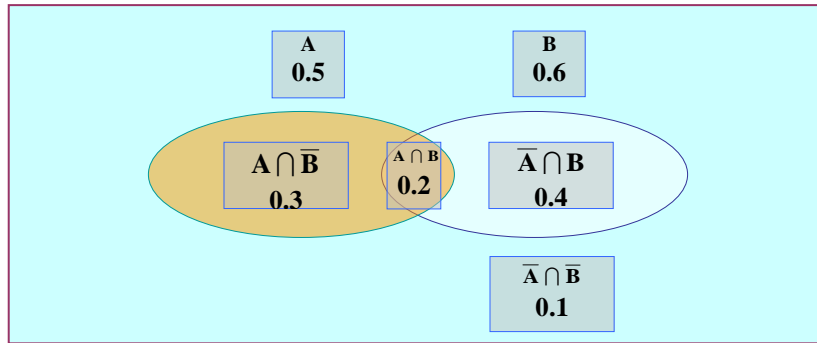 A
0.5
B
0.6
A ∩ B̅
0.3
A ∩ B
0.2
A̅ ∩ B
0.4
A̅ ∩ B̅
0.1